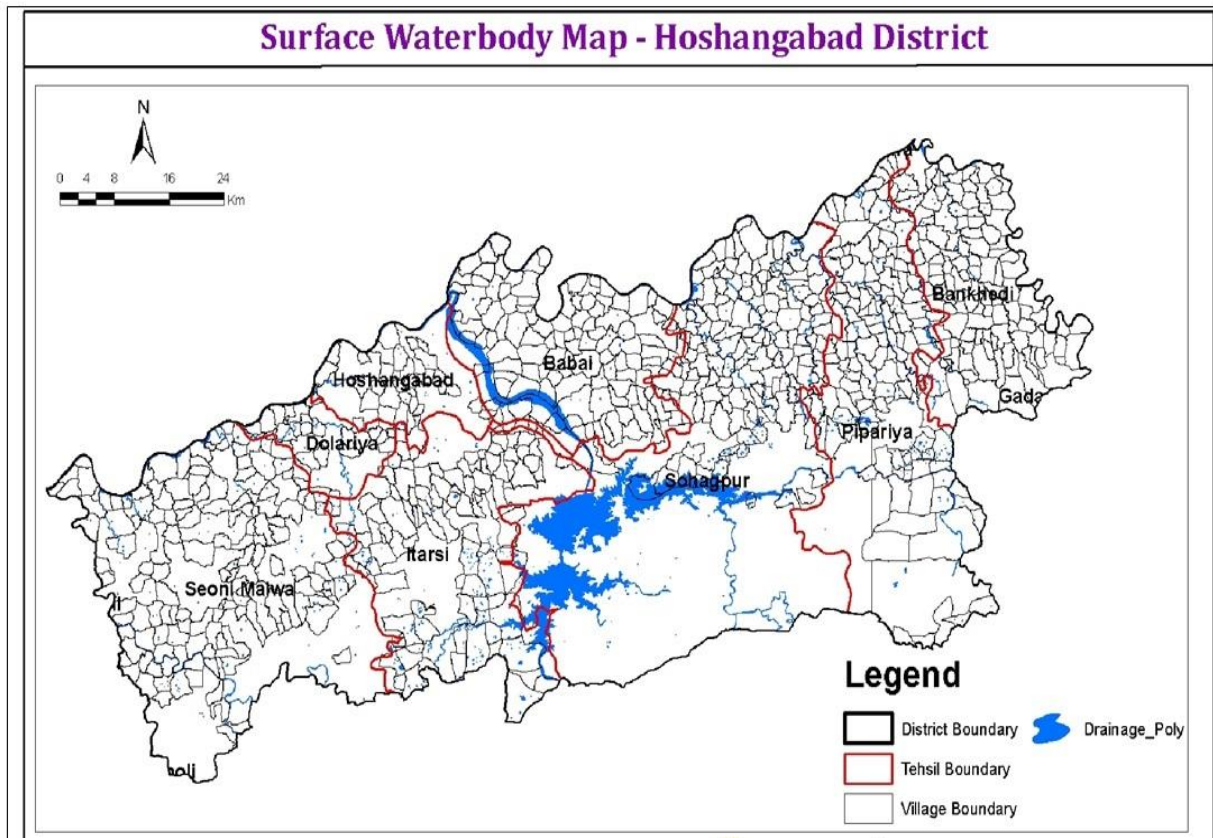 Surface Waterbody Map - Hoshangabad District
N
0 4 8 16 24
Km
Bankhedi
Babai
Hoshangabad
Gada
Pipariya
Dolariya
Sohagpur
Itarsi
Seoni Malwa
Legend
District Boundary
Drainage_Poly
Tehsil Boundary
Village Boundary